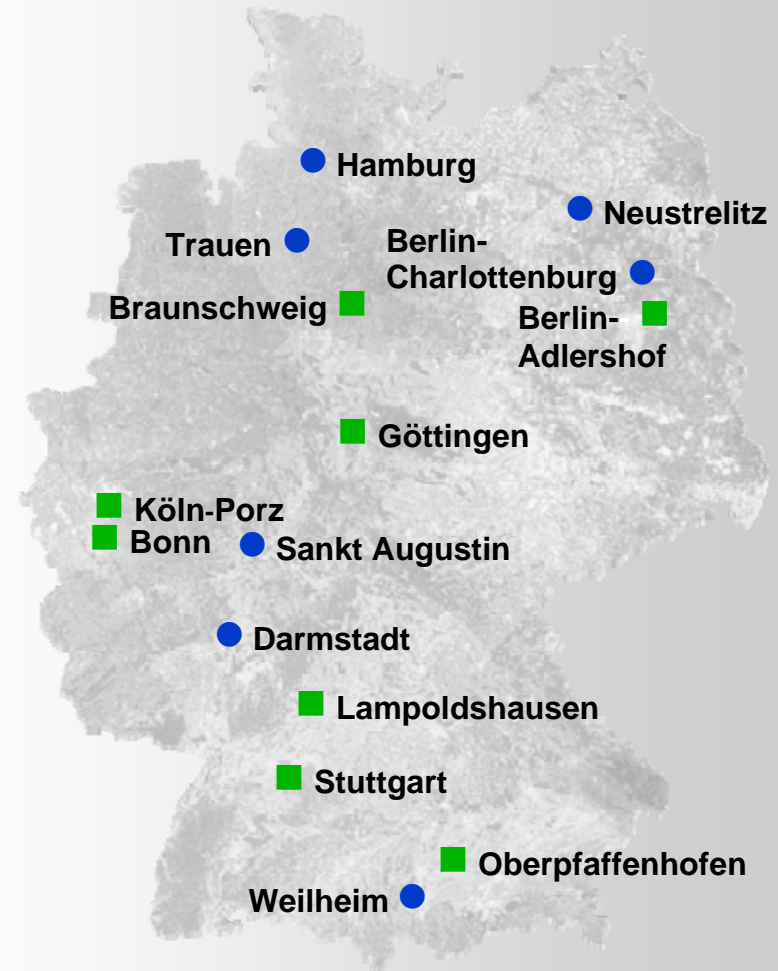 Hamburg
Neustrelitz
Trauen
Berlin-
Charlottenburg
Braunschweig
Berlin-
Adlershof
Göttingen
Köln-Porz
Bonn
Sankt Augustin
Darmstadt
Lampoldshausen
Stuttgart
Oberpfaffenhofen
Weilheim